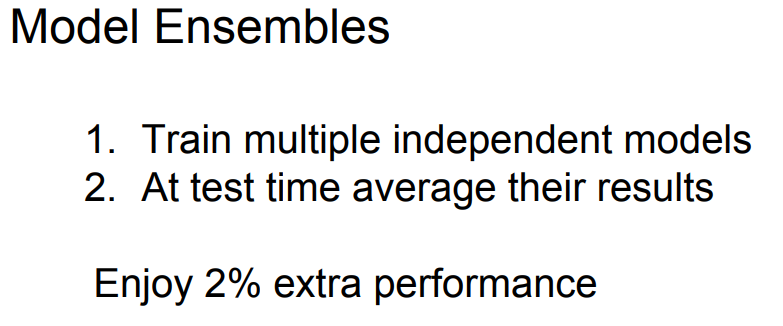 Model Ensembles
1. Train multiple independent models
2. At test time average their results
Enjoy 2% extra performance